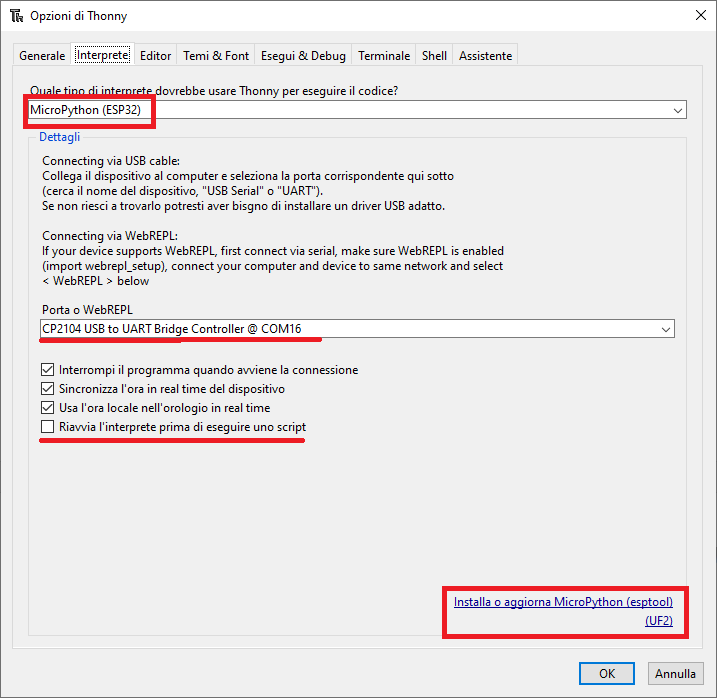 Opzioni di Thonny
Generale Interprete Editor Temi & Font Esegui & Debug Terminale Shell Assistente
Quale tipo di interprete dovrebbe usare Thonny per eseguire il codice?
MicroPython (ESP32)
Dettagli
Connecting via USB cable:
Collega il dispositivo al computer e seleziona la porta corrispondente qui sotto
(cerca il nome del dispositivo, "USB Serial" o "UART").
Se non riesci a trovarlo potresti aver bisogno di installare un driver USB adatto.
Connecting via WebREPL:
If your device supports WebREPL, first connect via serial, make sure WebREPL is enabled
(import webrepl_setup), connect your computer and device to same network and select
< WebREPL > below
Porta o WebREPL
CP2104 USB to UART Bridge Controller @ COM16
Interrompi il programma quando avviene la connessione
Sincronizza l'ora in real time del dispositivo
Usa l'ora locale nell'orologio in real time
Riavvia l'interprete prima di eseguire uno script
Installa o aggiorna MicroPython (esptool)
(UF2)
OK Annulla